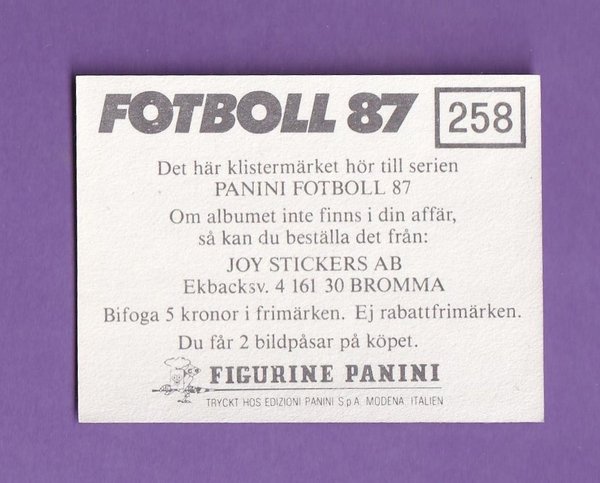 FOTBOLL 87 258
Det här klistermärket hör till serien
PANINI FOTBOLL 87
Om albumet inte finns i din affär,
så kan du beställa det från:
JOY STICKERS AB
Ekbacksv. 4 161 30 BROMMA
Bifoga 5 kronor i frimärken. Ej rabattfrimärken.
Du får 2 bildpåsar på köpet.
FIGURINE PANINI
TRYCKT HOS EDIZIONI PANINI S.p.A. MODENA, ITALIEN